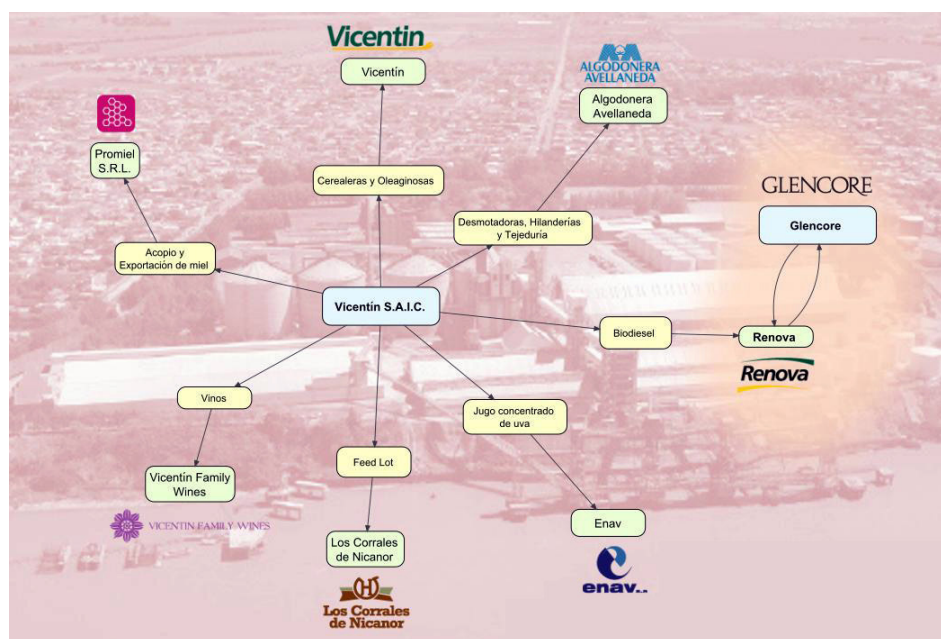 Vicentin
Vicentín
ALGODONERA
AVELLANEDA
Algodonera
Avellaneda
Promiel
S.R.L.
Cerealeras y Oleaginosas
GLENCORE
Glencore
Desmotadoras, Hilanderías
y Tejeduría
Acopio y
Exportación de miel
Vicentín S.A.I.C.
Biodiesel
Renova
Renova
Vinos
Jugo concentrado
de uva
Feed Lot
Vicentín Family
Wines
VICENTIN FAMILY WINES
Enav
Los Corrales
de Nicanor
enav s.a
Los Corrales
de Nicanor